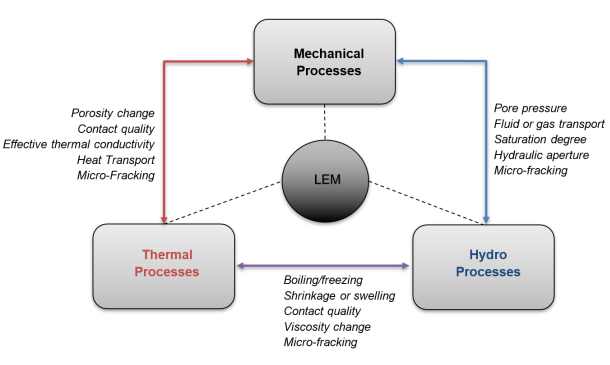 Mechanical
Processes
Porosity change
Contact quality
Effective thermal conductivity
Heat Transport
Micro-Fracking
Pore pressure
Fluid or gas transport
Saturation degree
Hydraulic aperture
Micro-fracking
LEM
Thermal
Processes
Hydro
Processes
Boiling/freezing
Shrinkage or swelling
Contact quality
Viscosity change
Micro-fracking